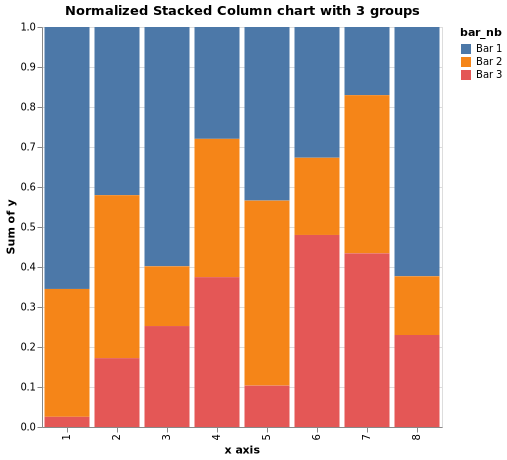 Normalized Stacked Column chart with 3 groups
bar_nb
Bar 1
Bar 2
Bar 3
Sum of y
1.0
0.9
0.8
0.7
0.6
0.5
0.4
0.3
0.2
0.1
0.0
1 2 3 4 5 6 7 8
x axis